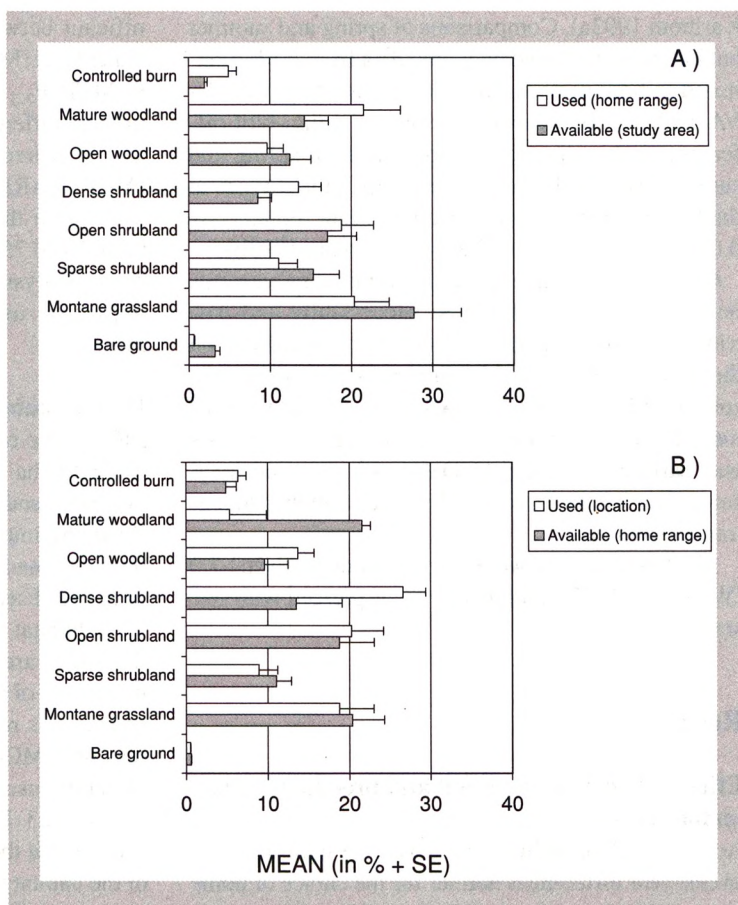 A)
Controlled burn
Mature woodland
Open woodland
Dense shrubland
Open shrubland
Sparse shrubland
Montane grassland
Bare ground
Used (home range)
Available (study area)
0 10 20 30 40
B)
Controlled burn
Mature woodland
Open woodland
Dense shrubland
Open shrubland
Sparse shrubland
Montane grassland
Bare ground
Used (location)
Available (home range)
0 10 20 30 40
MEAN (in % + SE)